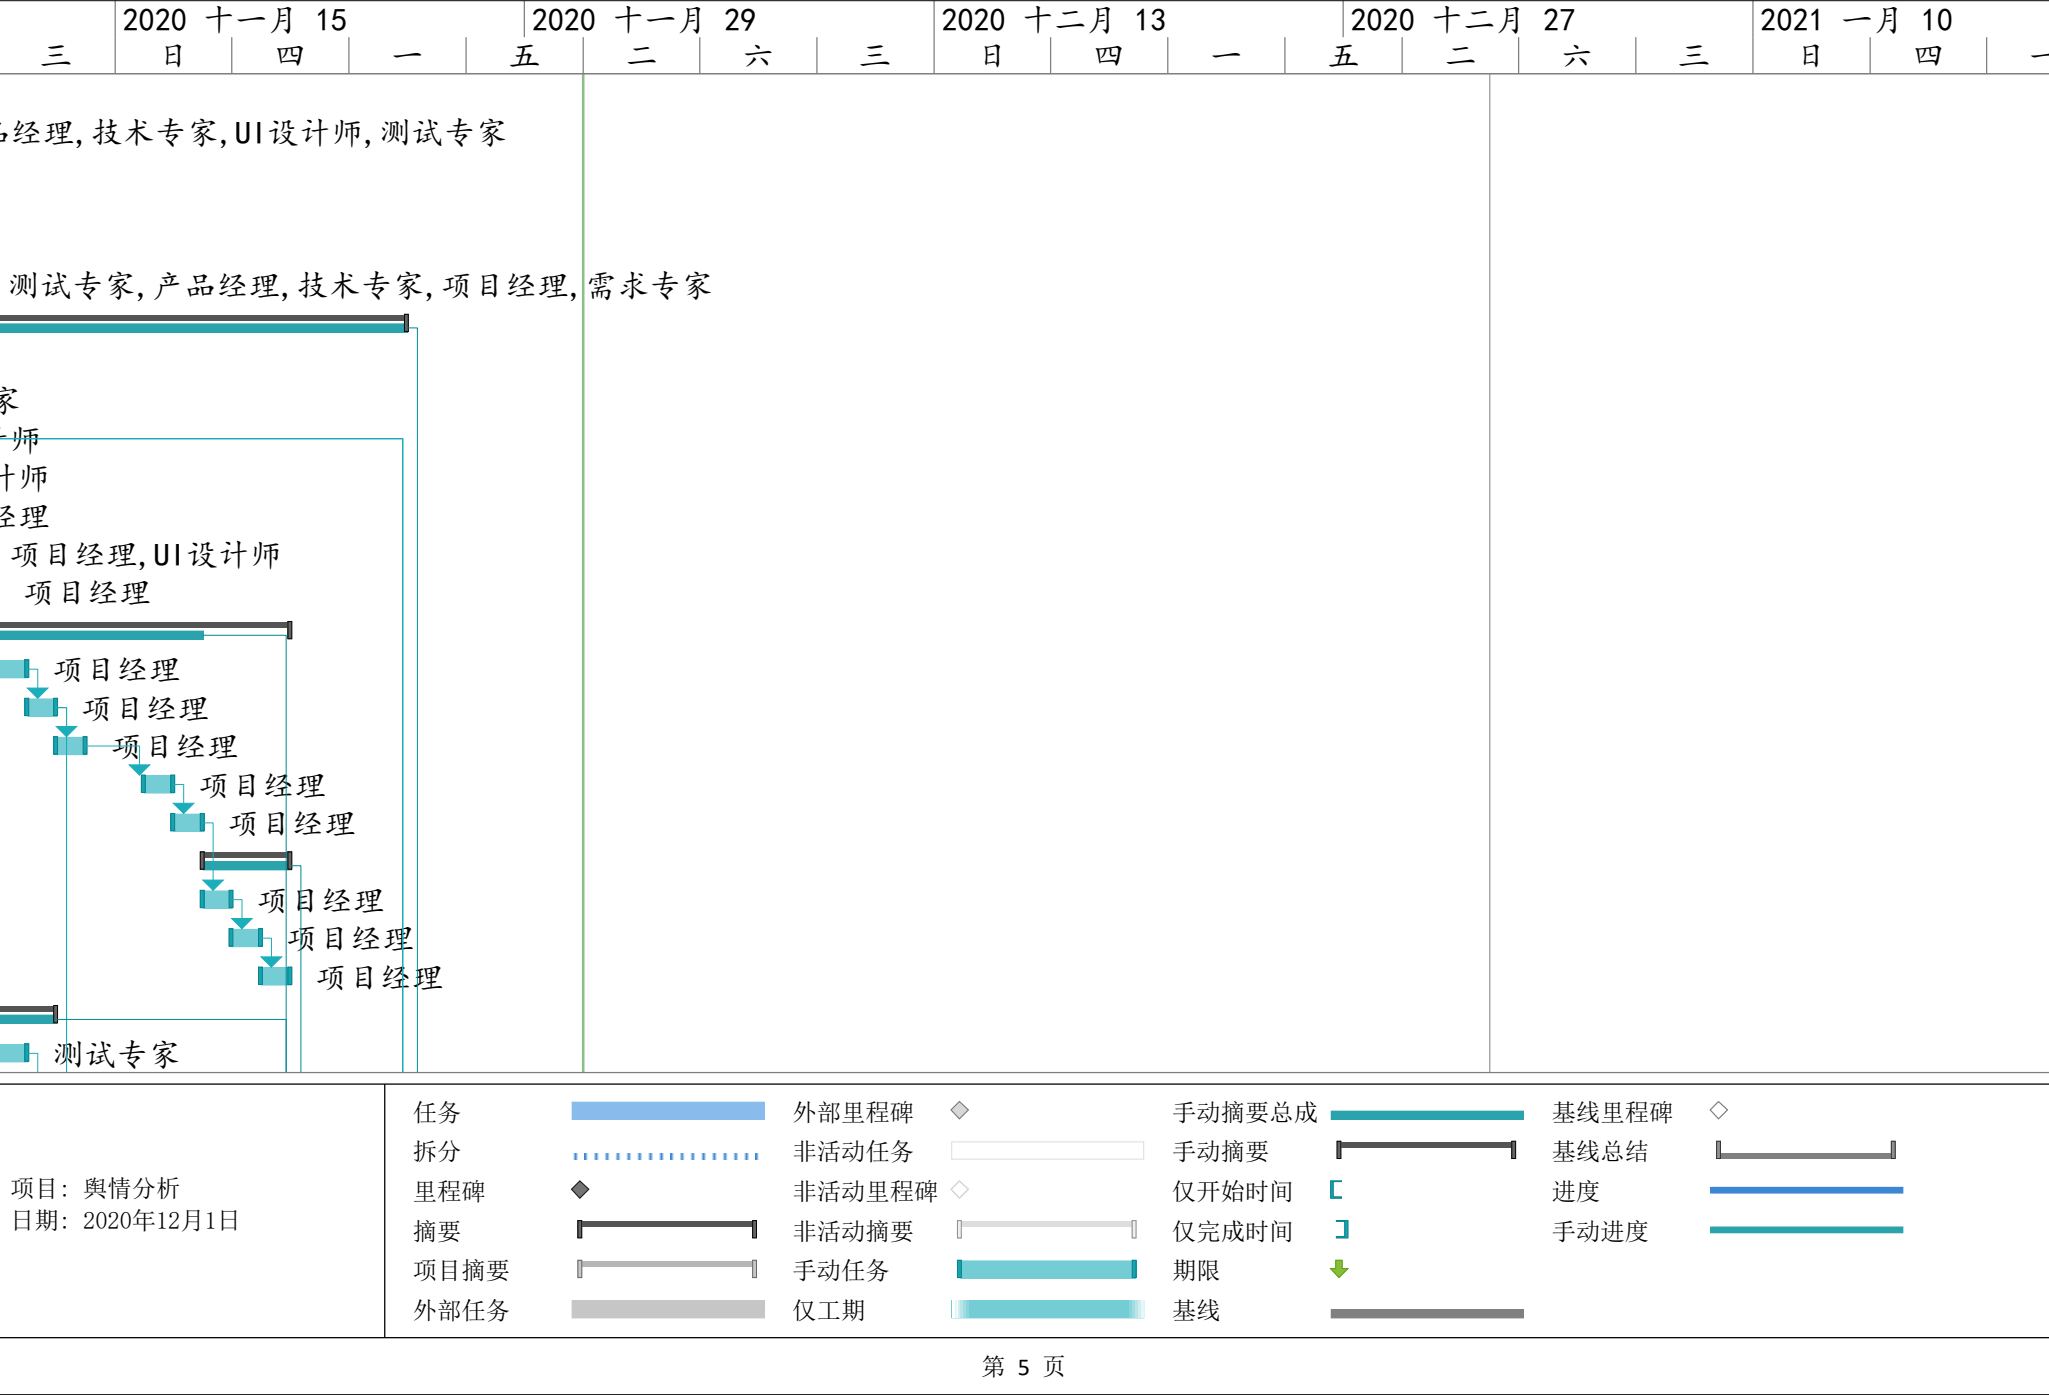 2020 十一月 15 2020 十一月 29 2020 十二月 13 2020 十二月 27 2021 一月 10
三 日 四 一 五 二 六 三 日 四 一 五 二 六 三 日 四 一
品经理,技术专家,UI设计师,测试专家
测试专家,产品经理,技术专家,项目经理,需求专家
家
计师
计师
经理
项目经理,UI设计师
项目经理
项目经理
项目经理
项目经理
项目经理
项目经理
项目经理
项目经理
项目经理
测试专家
项目: 舆情分析
日期: 2020年12月1日
任务 外部里程碑 手动摘要总成 基线里程碑
拆分 非活动任务 手动摘要 基线总结
里程碑 非活动里程碑 仅开始时间 进度
摘要 非活动摘要 仅完成时间 手动进度
项目摘要 手动任务 期限
外部任务 仅工期 基线
第 5 页